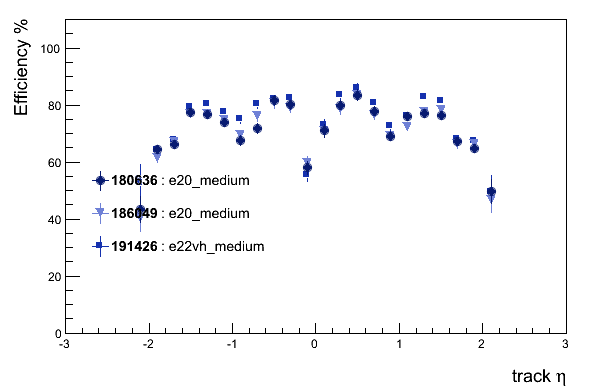 Efficiency %
100
80
60
40
20
0
180636 : e20_medium
186049 : e20_medium
191426 : e22vh_medium
-3 -2 -1 0 1 2 3
track η